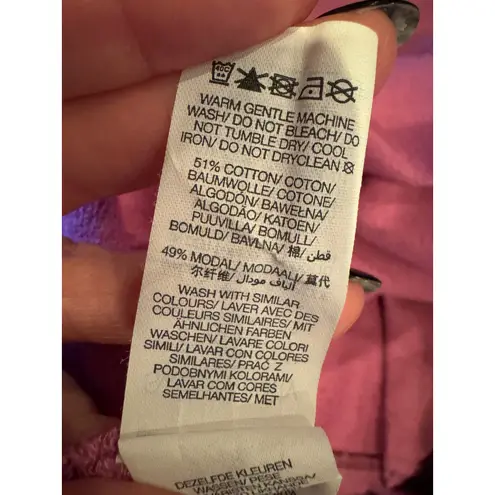 40C
WARM GENTLE MACHINE
WASH/ DO NOT BLEACH/ DO
NOT TUMBLE DRY/ COOL
IRON/ DO NOT DRYCLEAN
51% COTTON/ COTON/
BAUMWOLLE/ COTONE/
ALGODÓN/ BAWEŁNA/
ALGODÃO/ KATOEN/
PUUVILLA/ BOMULL/
BOMULD/ BAVLNA/ 棉/ قطن/
49% MODAL/ MODAAL/ 莫代
尔纤维/ ألياف مودال/
WASH WITH SIMILAR
COLOURS/ LAVER AVEC DES
COULEURS SIMILAIRES/ MIT
ÄHNLICHEN FARBEN
WASCHEN/ LAVARE COLORI
SIMILI/ LAVAR CON COLORES
SIMILARES/ PRAĆ Z
PODOBNYMI KOLORAMI/
LAVAR COM CORES
SEMELHANTES/ MET
DEZELFDE KLEUREN
WASSEN/ PESE